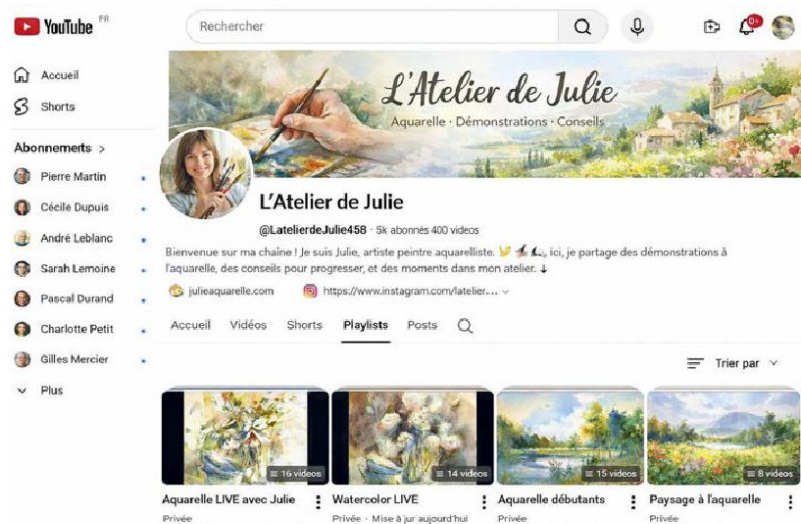 YouTube FR
Rechercher
Accueil
Shorts
Abonnements >
Pierre Martin
Cécile Dupuis
André Leblanc
Sarah Lemoine
Pascal Durand
Charlotte Petit
Gilles Mercier
Plus
L'Atelier de Julie
Aquarelle · Démonstrations · Conseils
L'Atelier de Julie
@LatelierdeJulie458 · 5k abonnés 400 videos
Bienvenue sur ma chaîne ! Je suis Julie, artiste peintre aquarelliste. ici, je partage des démonstrations à
l'aquarelle, des conseils pour progresser, et des moments dans mon atelier. ↓
julieaquarelle.com https://www.instagram.com/latelier....
Accueil Vidéos Shorts Playlists Posts
Trier par
16 videos
14 videos
15 videos
8 videos
Aquarelle LIVE avec Julie
Privée
Watercolor LIVE
Privée · Mise à jur aujourd'hui
Aquarelle débutants
Privée
Paysage à l'aquarelle
Privée